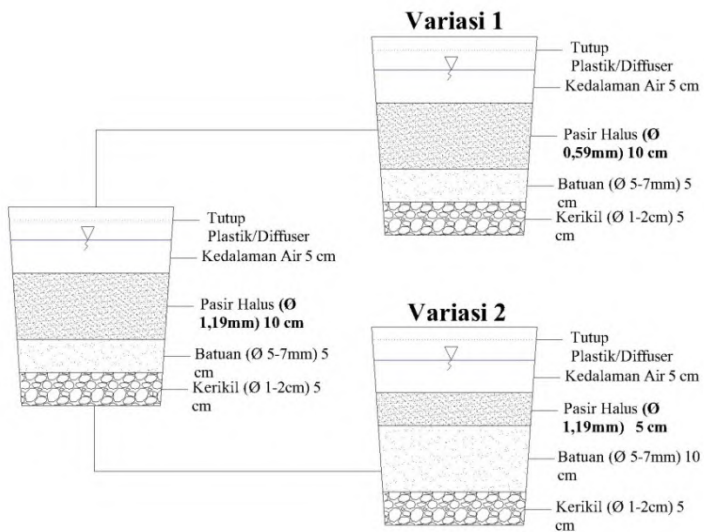 Variasi 1
Tutup
Plastik/Diffuser
Kedalaman Air 5 cm
Pasir Halus (Ø
0,59mm) 10 cm
Batuan (Ø 5-7mm) 5
cm
Kerikil (Ø 1-2cm) 5
cm
Tutup
Plastik/Diffuser
Kedalaman Air 5 cm
Pasir Halus (Ø
1,19mm) 10 cm
Batuan (Ø 5-7mm) 5
cm
Kerikil (Ø 1-2cm) 5
cm
Variasi 2
Tutup
Plastik/Diffuser
Kedalaman Air 5 cm
Pasir Halus (Ø
1,19mm) 5 cm
Batuan (Ø 5-7mm) 10
cm
Kerikil (Ø 1-2cm) 5
cm